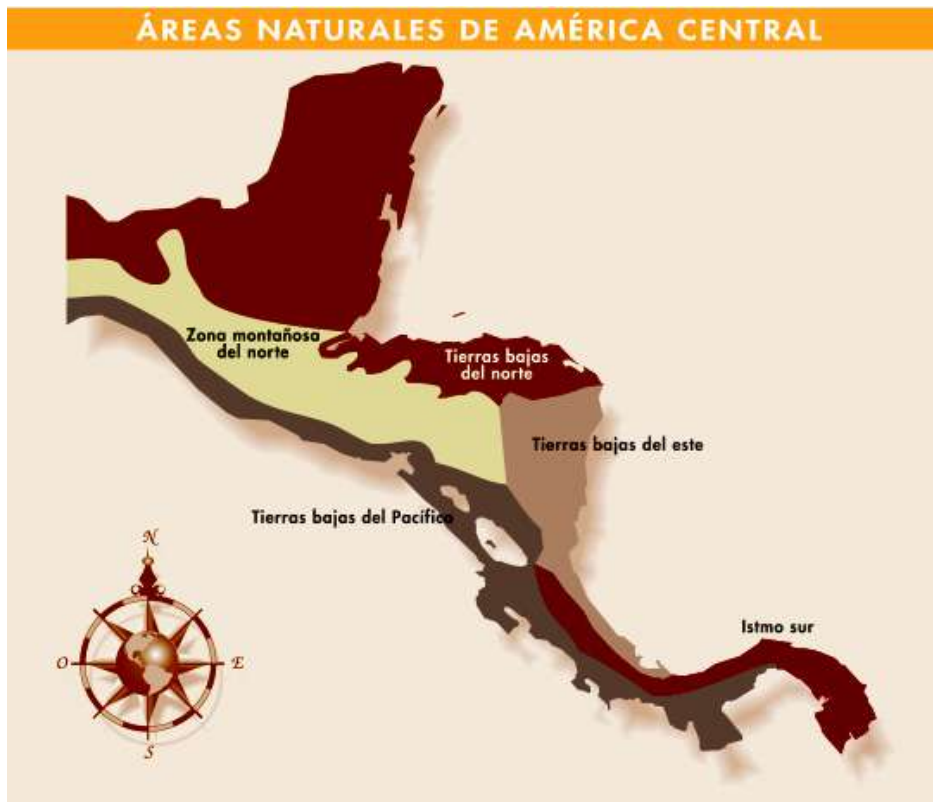 ÁREAS NATURALES DE AMÉRICA CENTRAL
Zona montañosa
del norte
Tierras bajas
del norte
Tierras bajas del este
Tierras bajas del Pacífico
N
O
E
S
Istmo sur